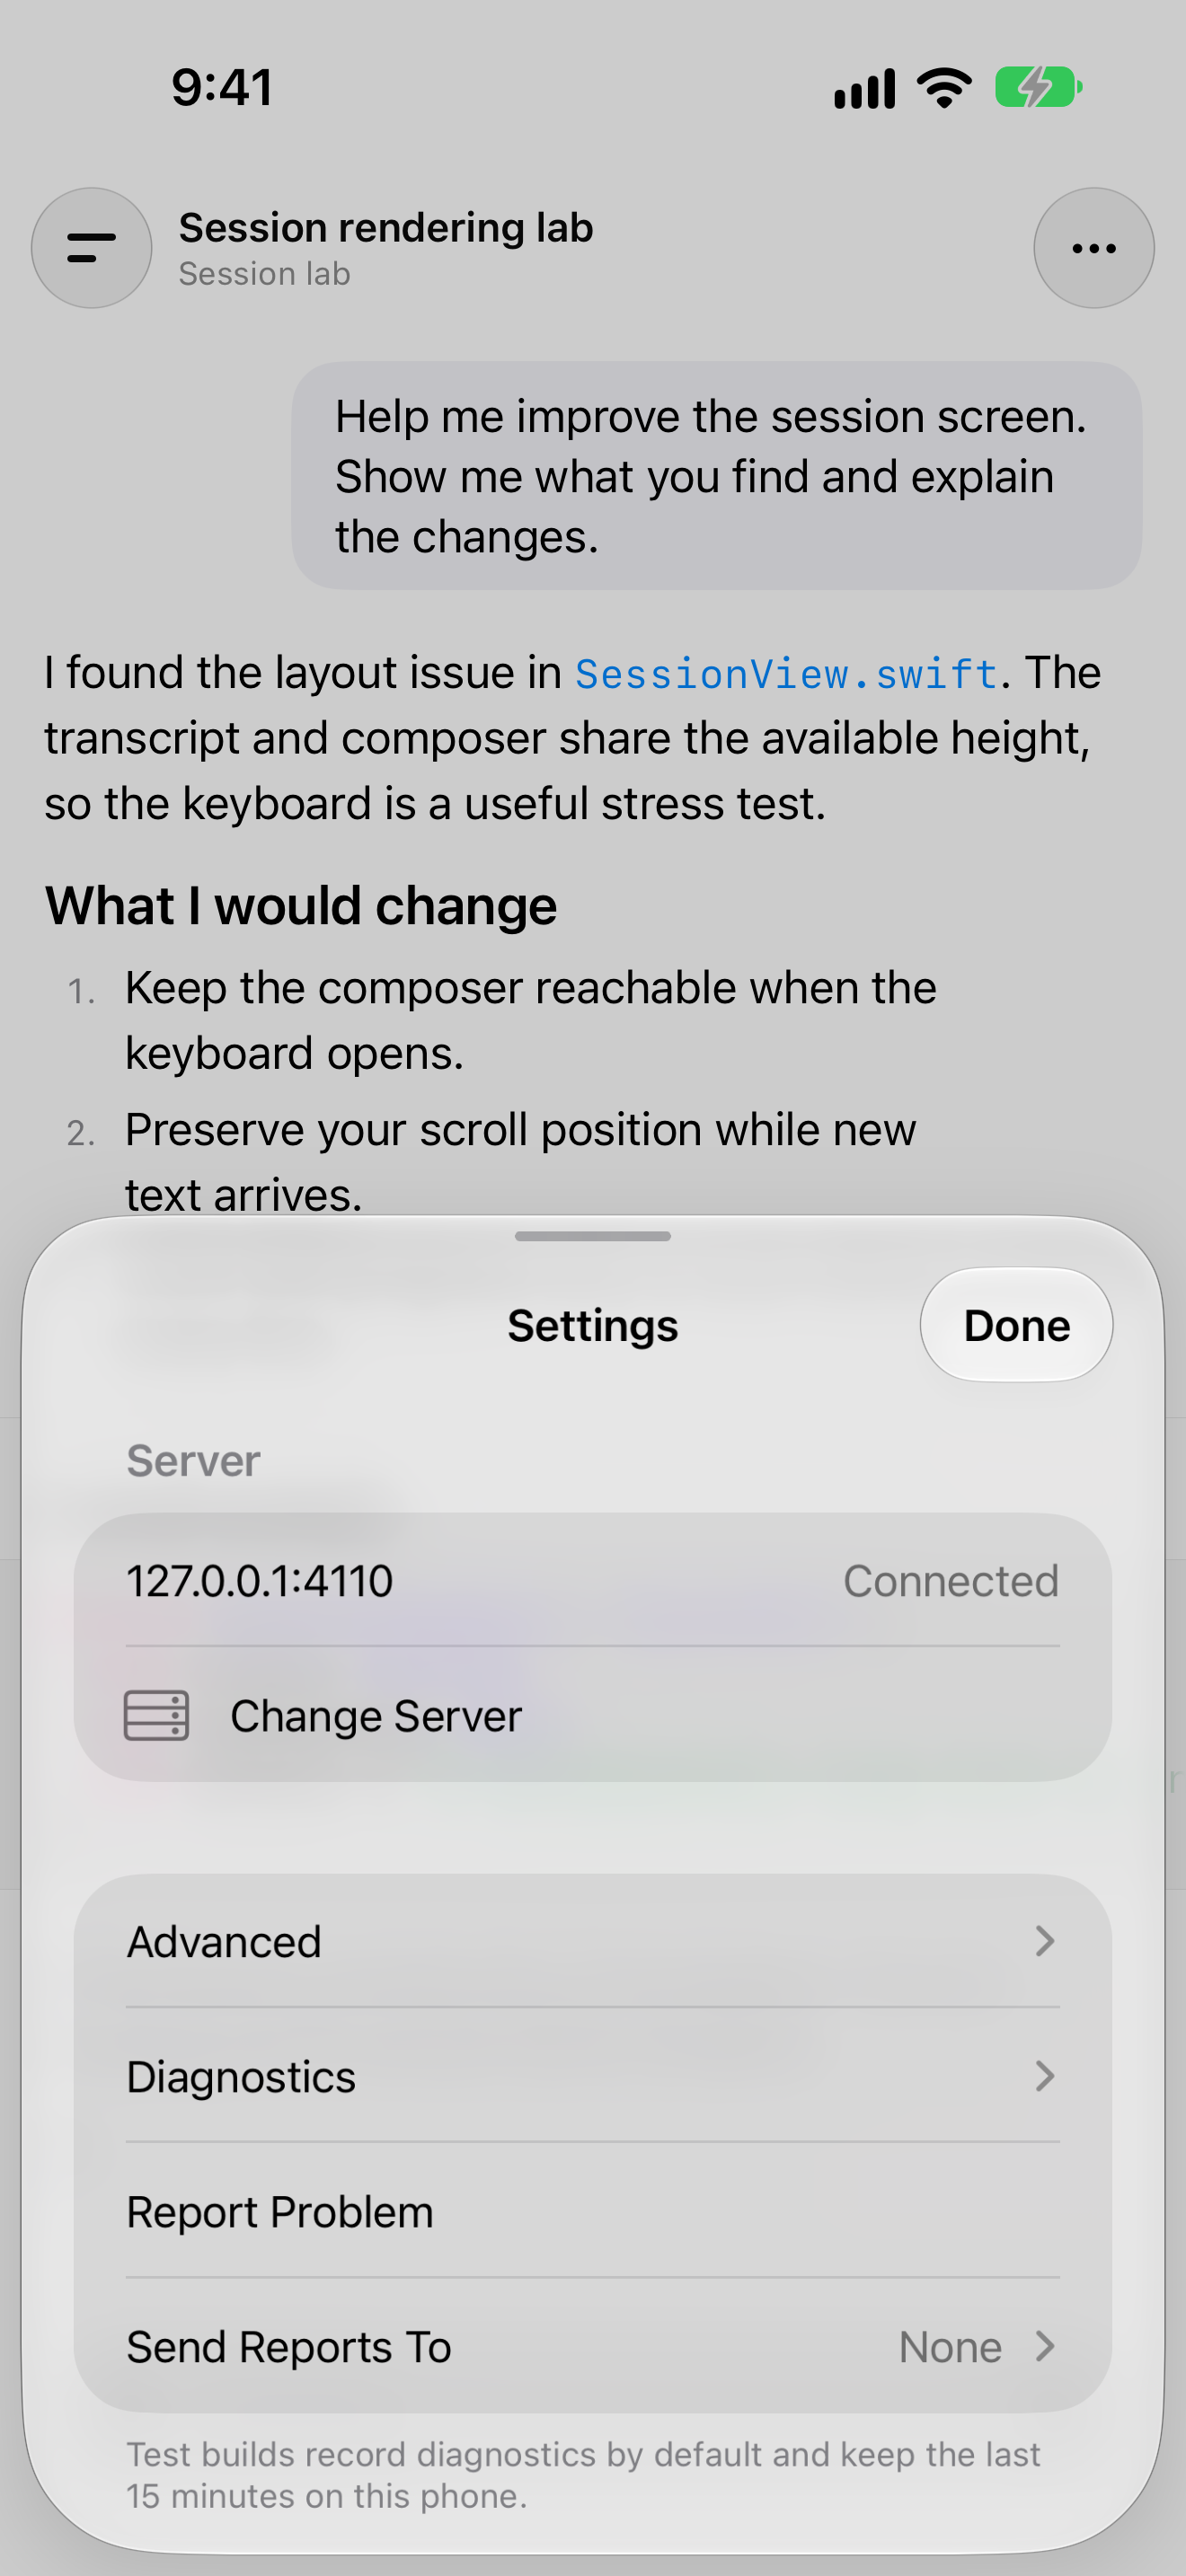 9:41
Session rendering lab
Session lab
Help me improve the session screen.
Show me what you find and explain
the changes.
I found the layout issue in SessionView.swift. The
transcript and composer share the available height,
so the keyboard is a useful stress test.
What I would change
1. Keep the composer reachable when the
keyboard opens.
2. Preserve your scroll position while new
text arrives.
Settings
Done
Server
127.0.0.1:4110 Connected
Change Server
Advanced
Diagnostics
Report Problem
Send Reports To None
Test builds record diagnostics by default and keep the last
15 minutes on this phone.